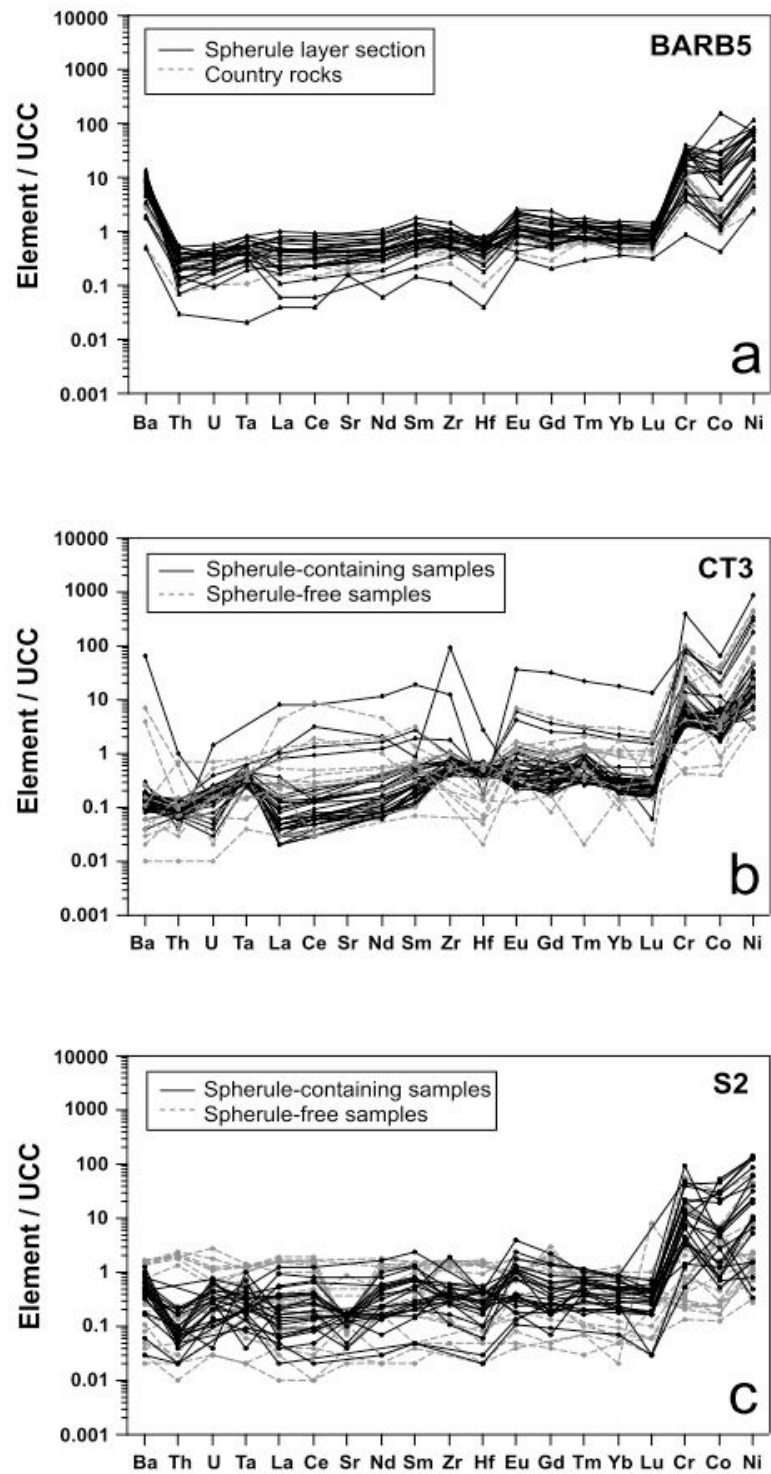 10000
1000
100
10
1
0.1
0.01
0.001
Element / UCC
Spherule layer section
Country rocks
BARB5
a
Ba Th U Ta La Ce Sr Nd Sm Zr Hf Eu Gd Tm Yb Lu Cr Co Ni
10000
1000
100
10
1
0.1
0.01
0.001
Element / UCC
Spherule-containing samples
Spherule-free samples
CT3
b
Ba Th U Ta La Ce Sr Nd Sm Zr Hf Eu Gd Tm Yb Lu Cr Co Ni
10000
1000
100
10
1
0.1
0.01
0.001
Element / UCC
Spherule-containing samples
Spherule-free samples
S2
c
Ba Th U Ta La Ce Sr Nd Sm Zr Hf Eu Gd Tm Yb Lu Cr Co Ni